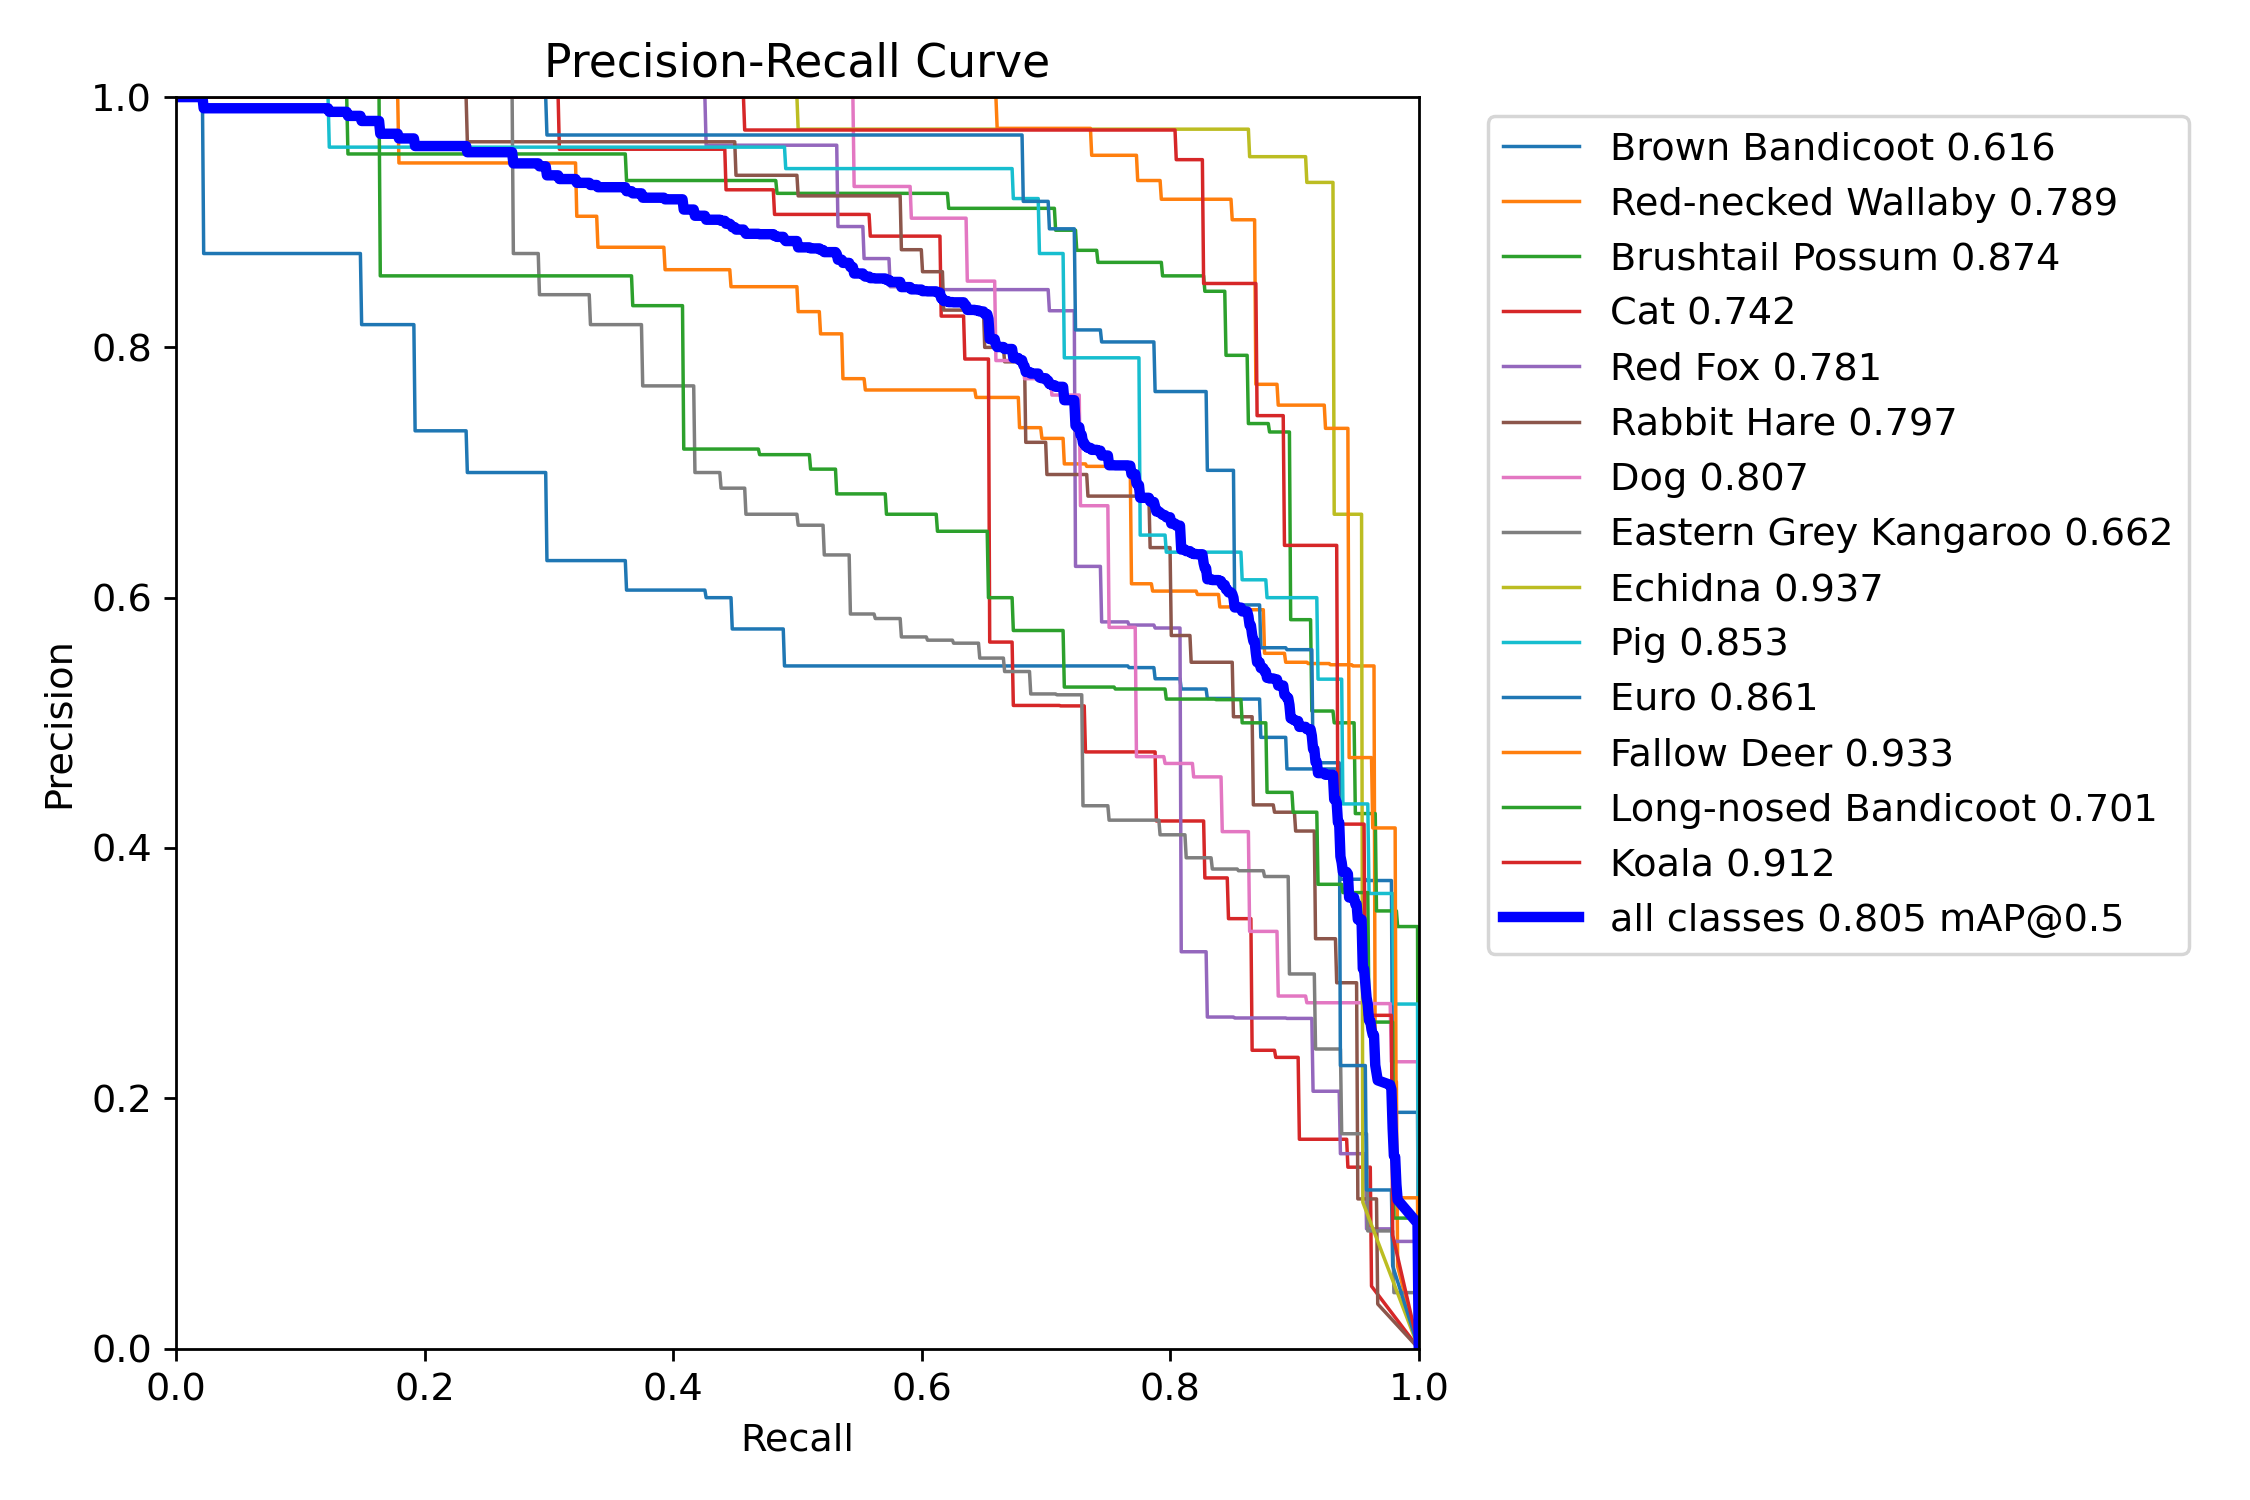 Precision-Recall Curve
1.0
0.8
0.6
0.4
0.2
0.0
Precision
0.0 0.2 0.4 0.6 0.8 1.0
Recall
Brown Bandicoot 0.616
Red-necked Wallaby 0.789
Brushtail Possum 0.874
Cat 0.742
Red Fox 0.781
Rabbit Hare 0.797
Dog 0.807
Eastern Grey Kangaroo 0.662
Echidna 0.937
Pig 0.853
Euro 0.861
Fallow Deer 0.933
Long-nosed Bandicoot 0.701
Koala 0.912
all classes 0.805 mAP@0.5